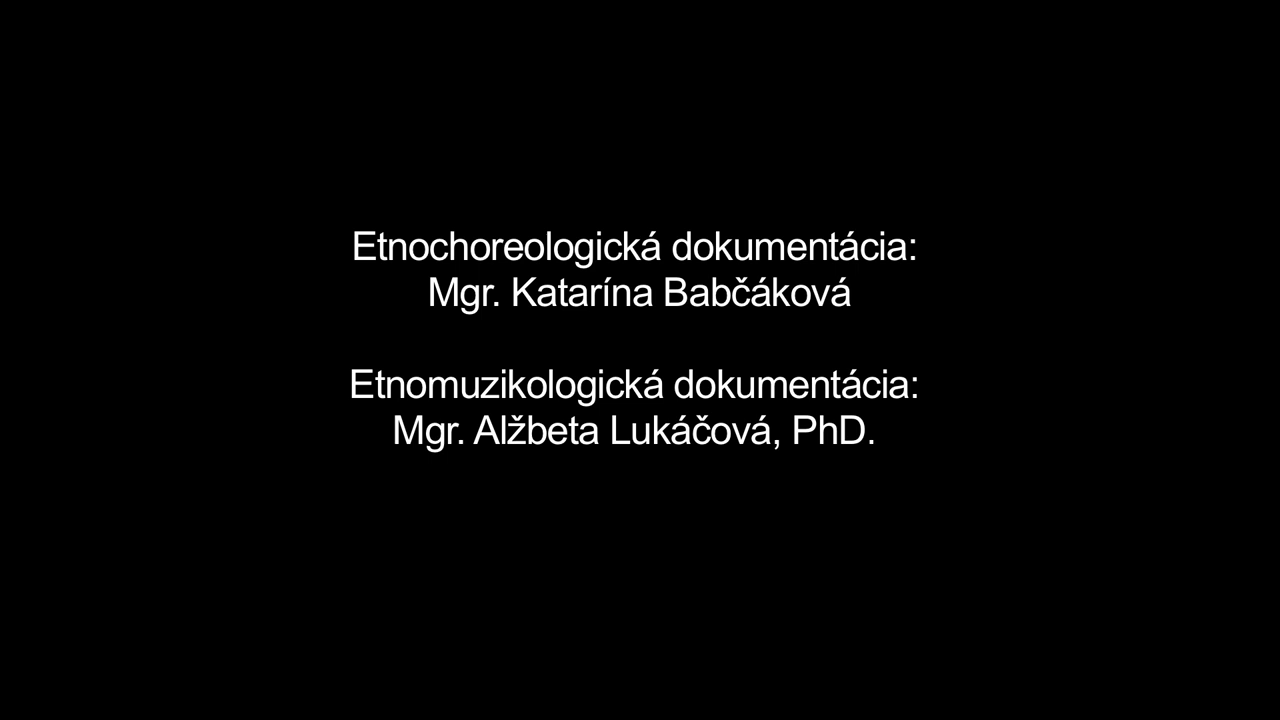 Etnochoreologická dokumentácia:
Mgr. Katarína Babčáková
Etnomuzikologická dokumentácia:
Mgr. Alžbeta Lukáčová, PhD.